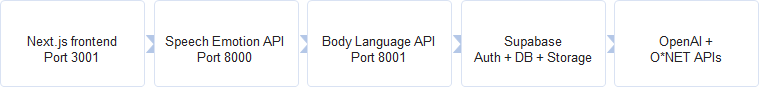 Next.js frontend
Port 3001
Speech Emotion API
Port 8000
Body Language API
Port 8001
Supabase
Auth + DB + Storage
OpenAI +
O*NET APIs